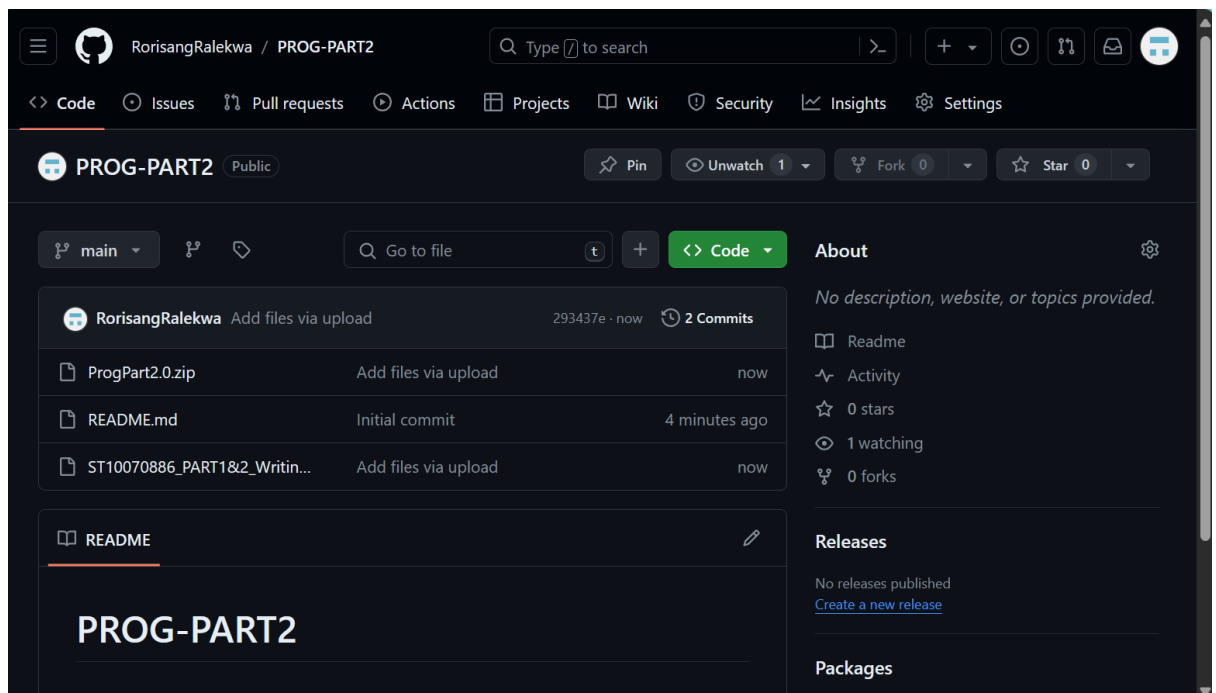 RorisangRalekwa / PROG-PART2 Type / to search
Code Issues Pull requests Actions Projects Wiki Security Insights Settings
PROG-PART2 Public Pin Unwatch 1 Fork 0 Star 0
main Go to file t Code
RorisangRalekwa Add files via upload 293437e · now 2 Commits
ProgPart2.0.zip Add files via upload now
README.md Initial commit 4 minutes ago
ST10070886_PART1&2_Writin... Add files via upload now
README
PROG-PART2
About
No description, website, or topics provided.
Readme
Activity
0 stars
1 watching
0 forks
Releases
No releases published
Create a new release
Packages